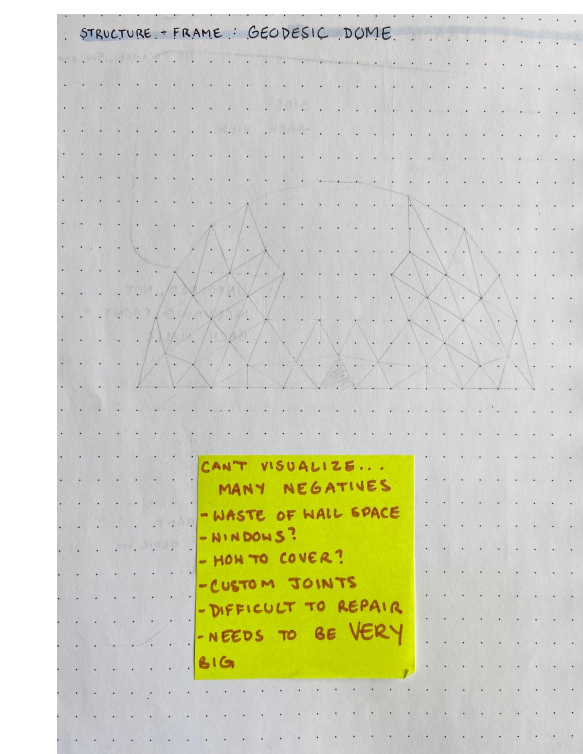 STRUCTURE + FRAME : GEODESIC DOME
CAN'T VISUALIZE...
MANY NEGATIVES
- WASTE OF WALL SPACE
- WINDOWS?
- HOW TO COVER?
- CUSTOM JOINTS
- DIFFICULT TO REPAIR
- NEEDS TO BE VERY
BIG